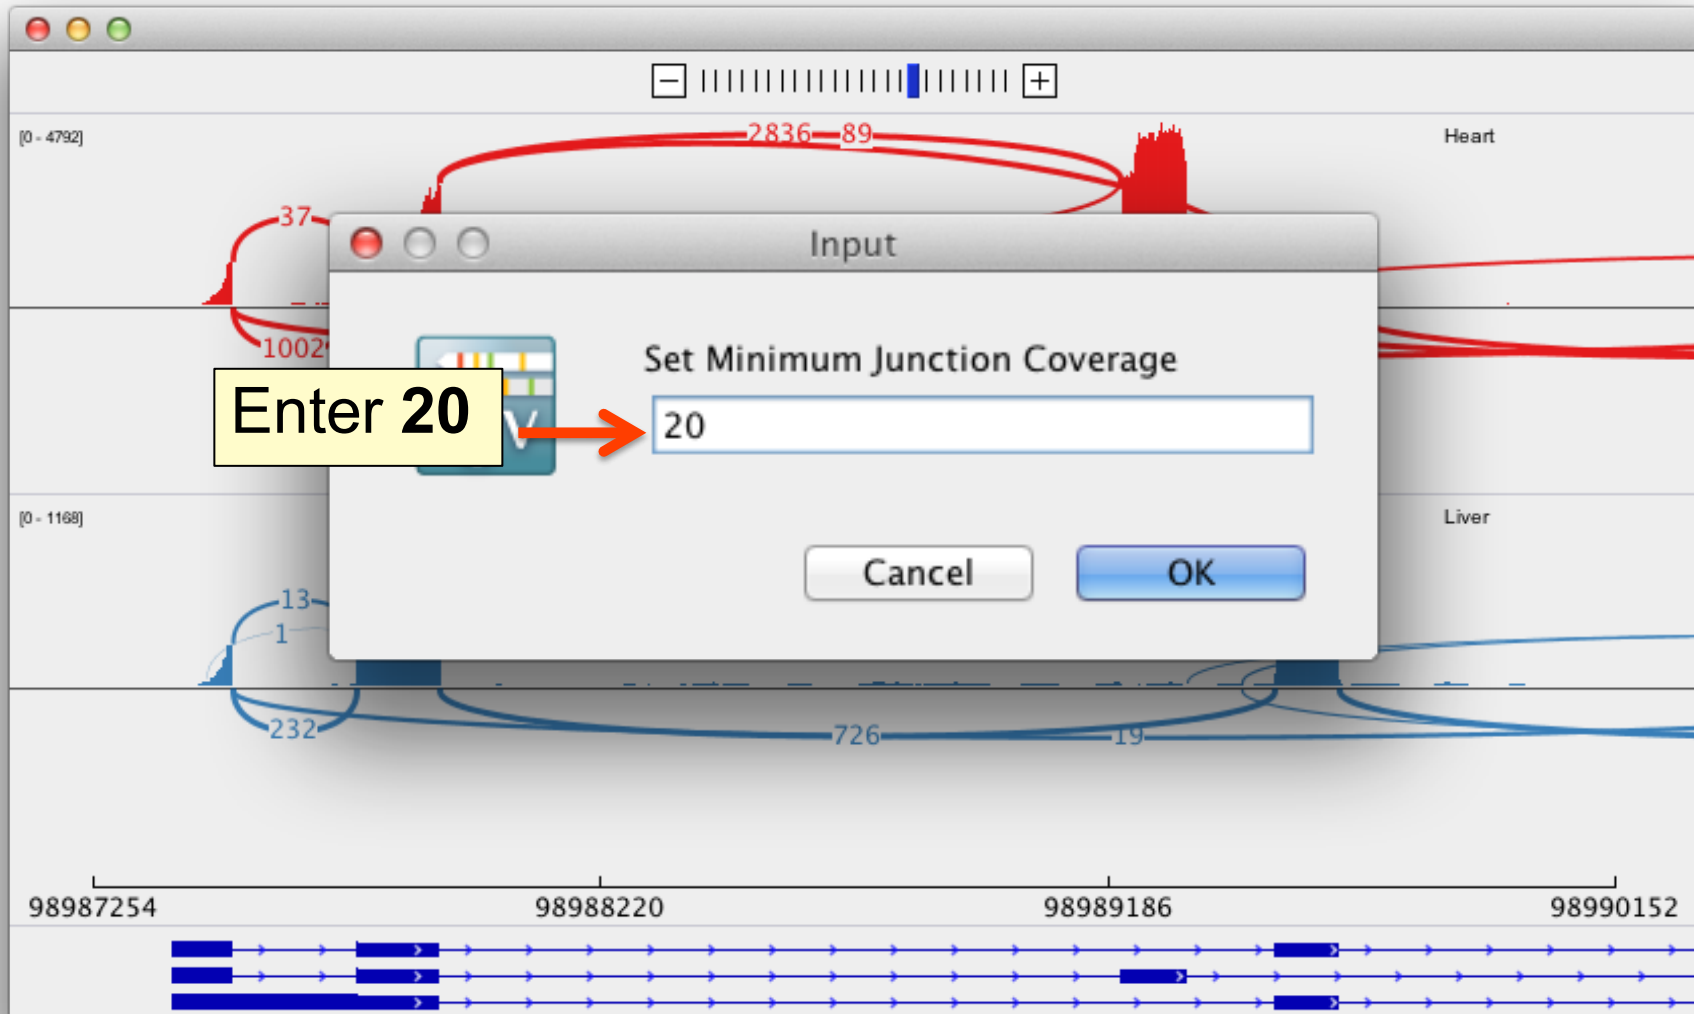 [0 - 4792]
2836
89
Heart
37
Input
1002
Set Minimum Junction Coverage
Enter 20
20
V
[0 - 1168]
Liver
Cancel
OK
13
1
232
726
19
98987254
98988220
98989186
98990152